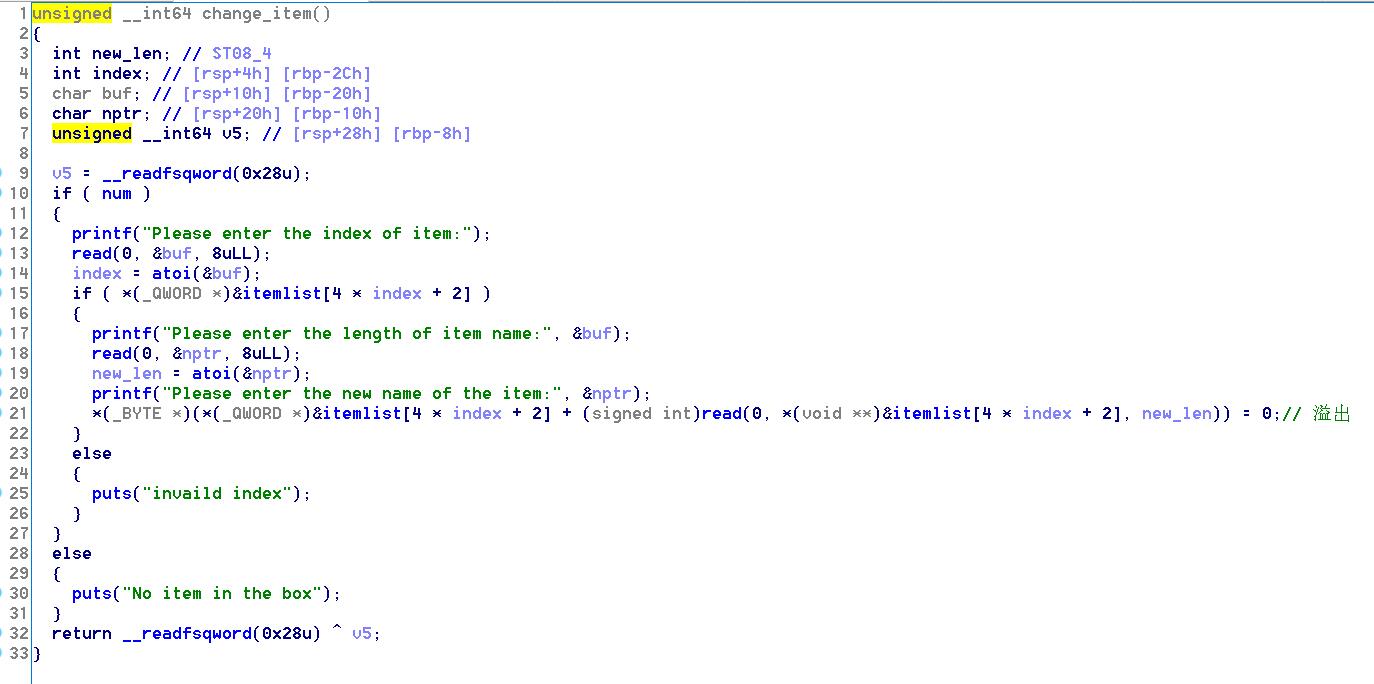 1 unsigned __int64 change_item()
2 {
3 int new_len; // ST08_4
4 int index; // [rsp+4h] [rbp-2Ch]
5 char buf; // [rsp+10h] [rbp-20h]
6 char nptr; // [rsp+20h] [rbp-10h]
7 unsigned __int64 v5; // [rsp+28h] [rbp-8h]
8
9 v5 = __readfsqword(0x28u);
10 if ( num )
11 {
12 printf("Please enter the index of item:");
13 read(0, &buf, 8uLL);
14 index = atoi(&buf);
15 if ( *(_QWORD *)&itemlist[4 * index + 2] )
16 {
17 printf("Please enter the length of item name:", &buf);
18 read(0, &nptr, 8uLL);
19 new_len = atoi(&nptr);
20 printf("Please enter the new name of the item:", &nptr);
21 *(_BYTE *)(*(_QWORD *)&itemlist[4 * index + 2] + (signed int)read(0, *(void **)&itemlist[4 * index + 2], new_len)) = 0;// 溢出
22 }
23 else
24 {
25 puts("invaild index");
26 }
27 }
28 else
29 {
30 puts("No item in the box");
31 }
32 return __readfsqword(0x28u) ^ v5;
33 }